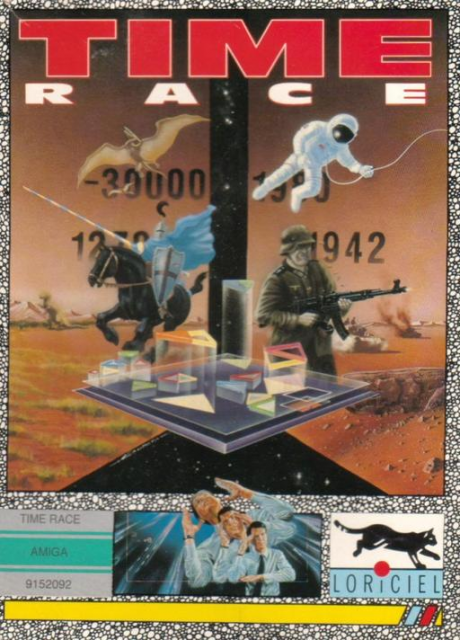 TIME
RACE
-30000
1942
TIME RACE
AMIGA
9152092
LORICIEL